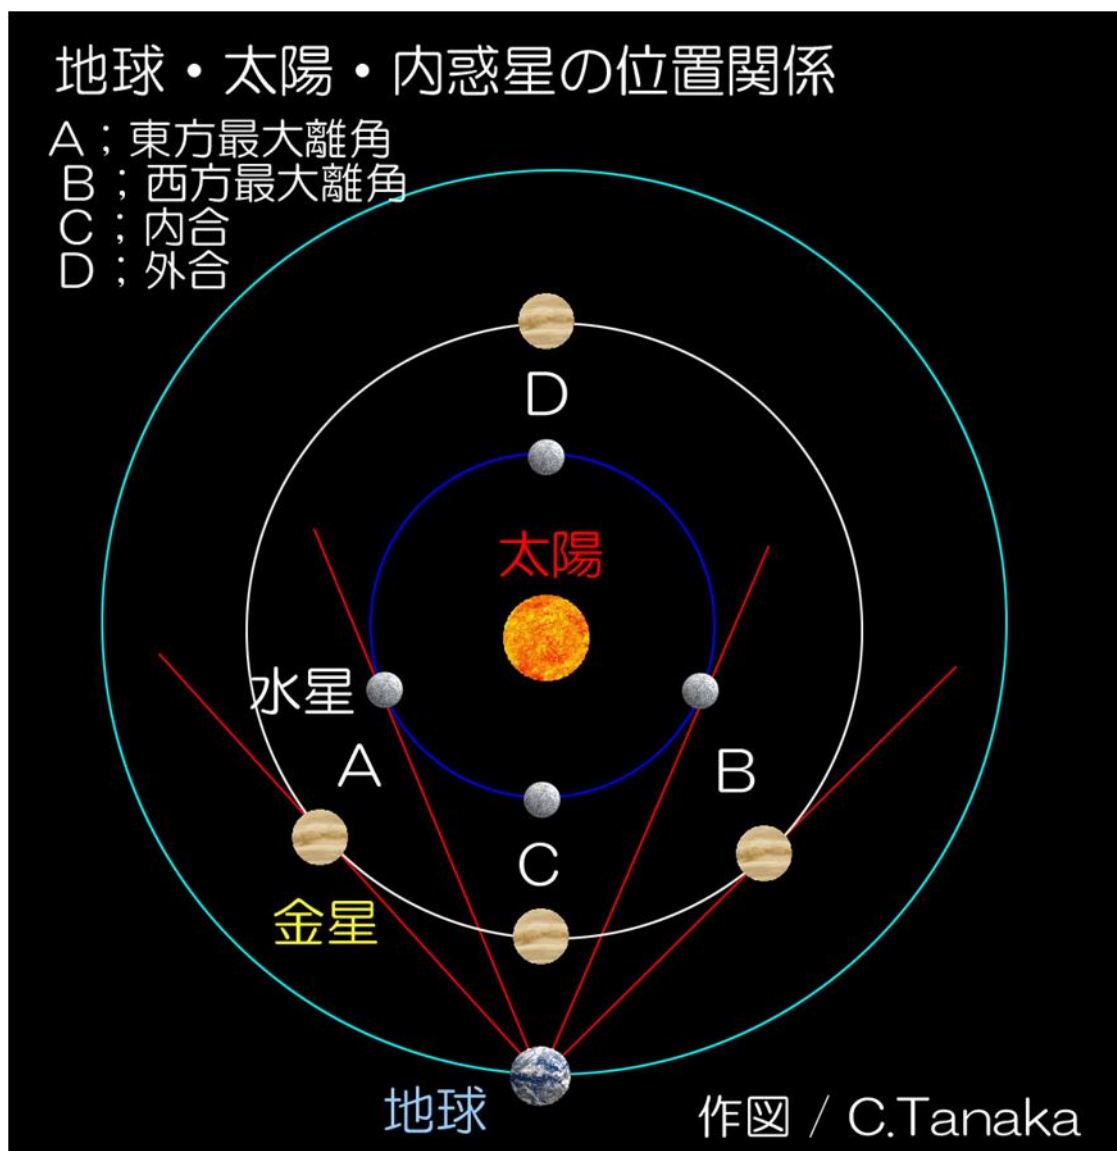 地球・太陽・内惑星の位置関係
A；東方最大離角
B；西方最大離角
C；内合
D；外合
D
太陽
水星
A
B
C
金星
地球
作図 / C.Tanaka